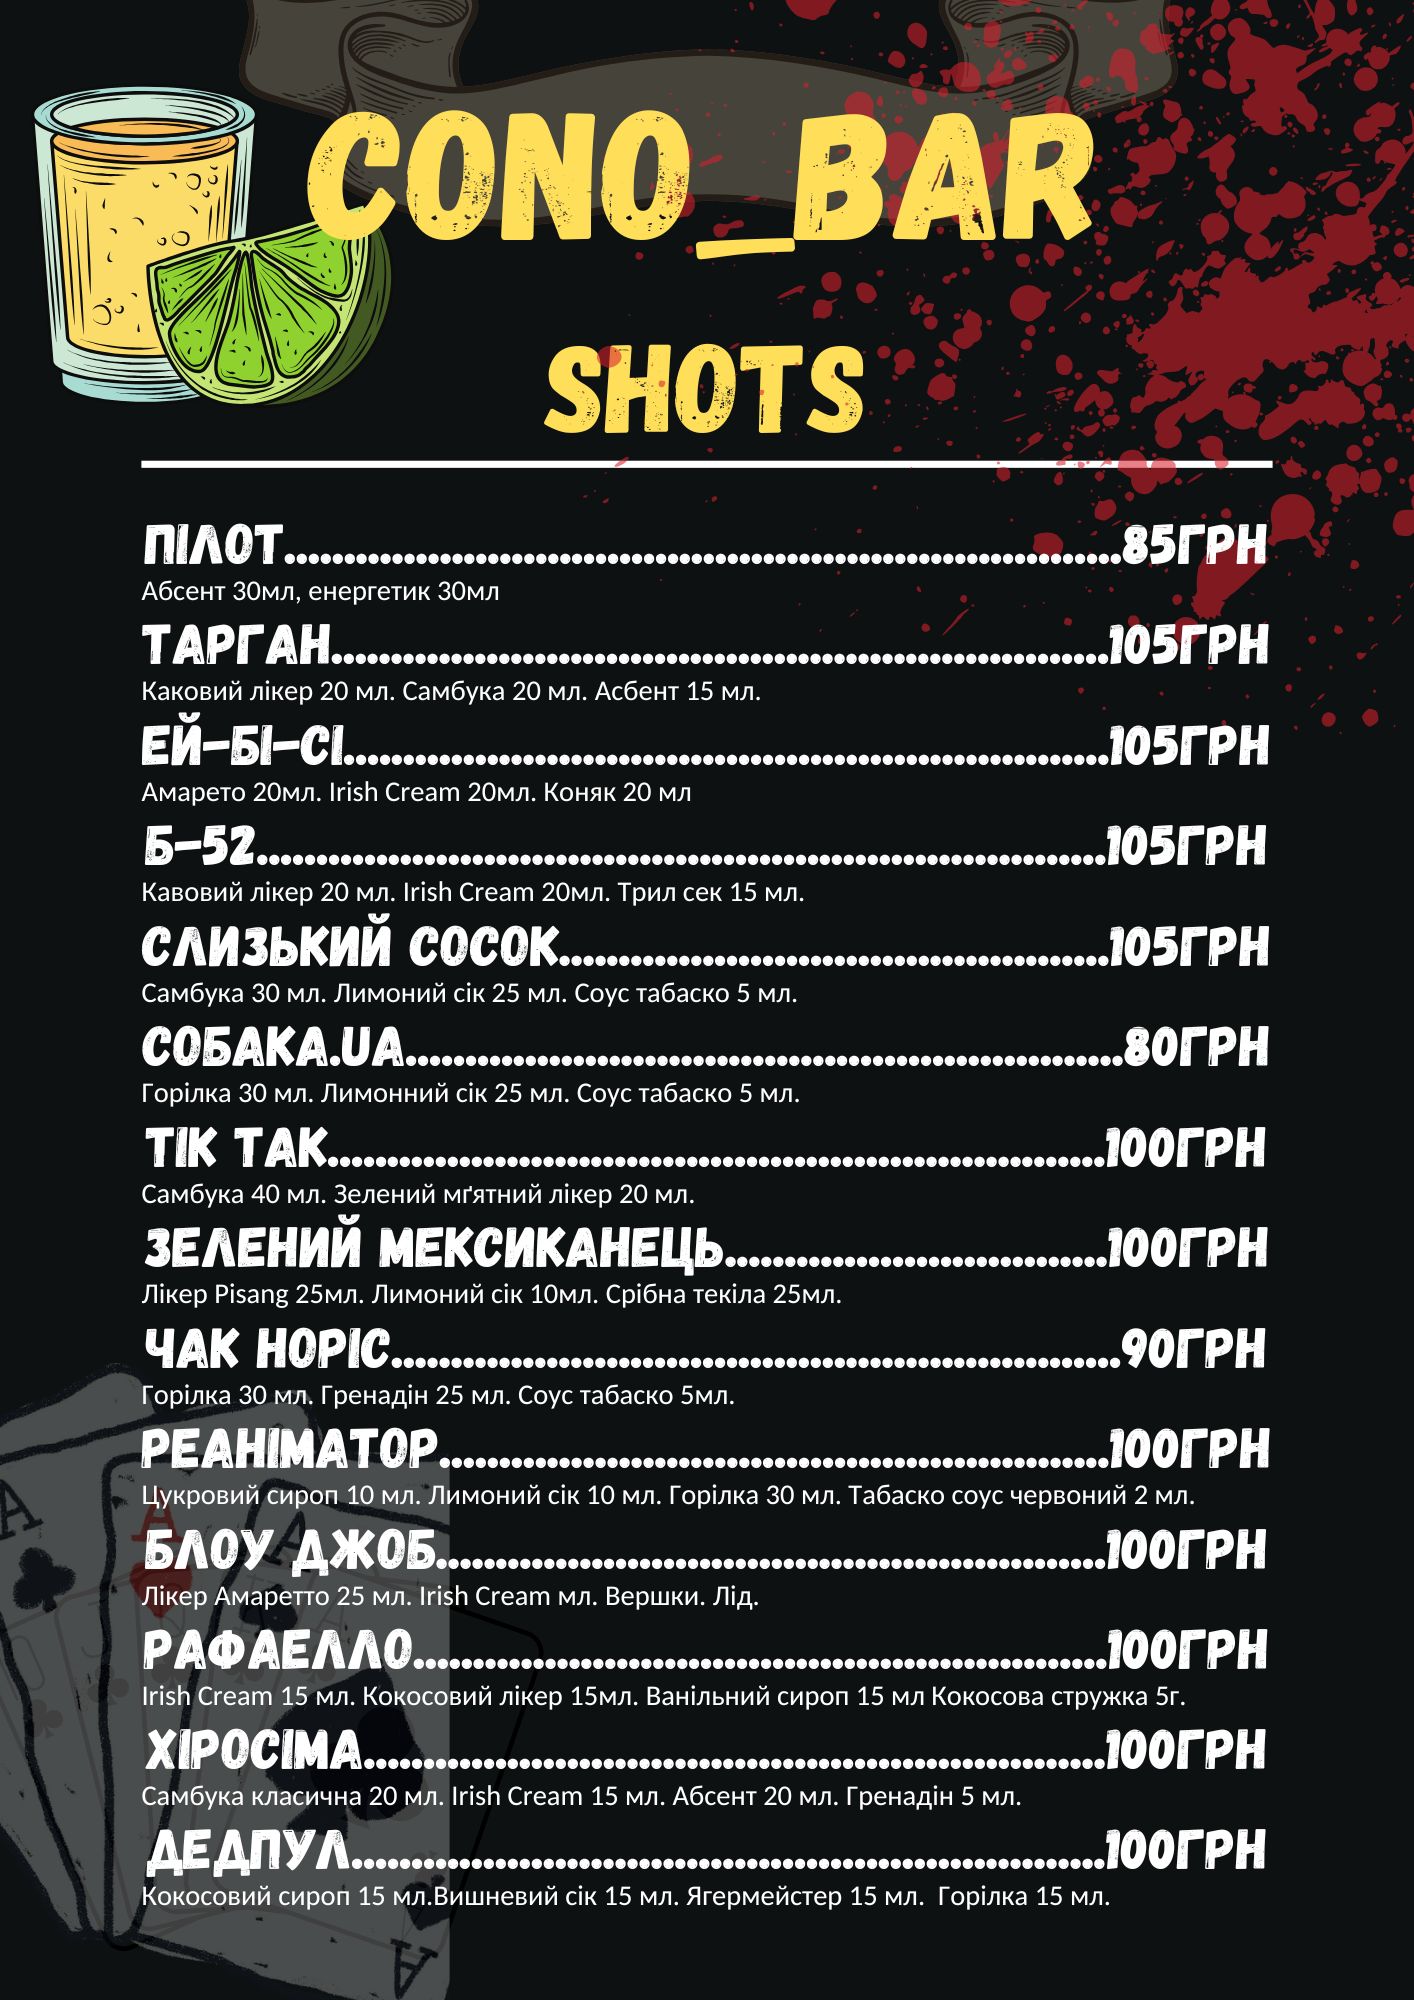 CONO_BAR
SHOTS
ПІЛОТ......................................................................85ГРН
Абсент 30мл, енергетик 30мл
ТАРГАН.................................................................105ГРН
Каковий лікер 20 мл. Самбука 20 мл. Асбент 15 мл.
ЕЙ-БІ-СІ................................................................105ГРН
Амарето 20мл. Irish Cream 20мл. Коняк 20 мл
Б-52.......................................................................105ГРН
Кавовий лікер 20 мл. Irish Cream 20мл. Трил сек 15 мл.
СЛИЗЬКИЙ СОСОК..............................................105ГРН
Самбука 30 мл. Лимоний сік 25 мл. Соус табаско 5 мл.
СОБАКА.UA............................................................80ГРН
Горілка 30 мл. Лимонний сік 25 мл. Соус табаско 5 мл.
ТІК ТАК.................................................................100ГРН
Самбука 40 мл. Зелений мґятний лікер 20 мл.
ЗЕЛЕНИЙ МЕКСИКАНЕЦЬ................................100ГРН
Лікер Pisang 25мл. Лимоний сік 10мл. Срібна текіла 25мл.
ЧАК НОРІС.............................................................90ГРН
Горілка 30 мл. Гренадін 25 мл. Соус табаско 5мл.
РЕАНІМАТОР........................................................100ГРН
Цукровий сироп 10 мл. Лимоний сік 10 мл. Горілка 30 мл. Табаско соус червоний 2 мл.
БЛОУ ДЖОБ........................................................100ГРН
Лікер Амаретто 25 мл. Irish Cream мл. Вершки. Лід.
РАФАЕЛЛО..........................................................100ГРН
Irish Cream 15 мл. Кокосовий лікер 15мл. Ванільний сироп 15 мл Кокосова стружка 5г.
ХІРОСІМА..............................................................100ГРН
Самбука класична 20 мл. Irish Cream 15 мл. Абсент 20 мл. Гренадін 5 мл.
ДЕДПУЛ...............................................................100ГРН
Кокосовий сироп 15 мл.Вишневий сік 15 мл. Ягермейстер 15 мл.  Горілка 15 мл.
A
A
A
A